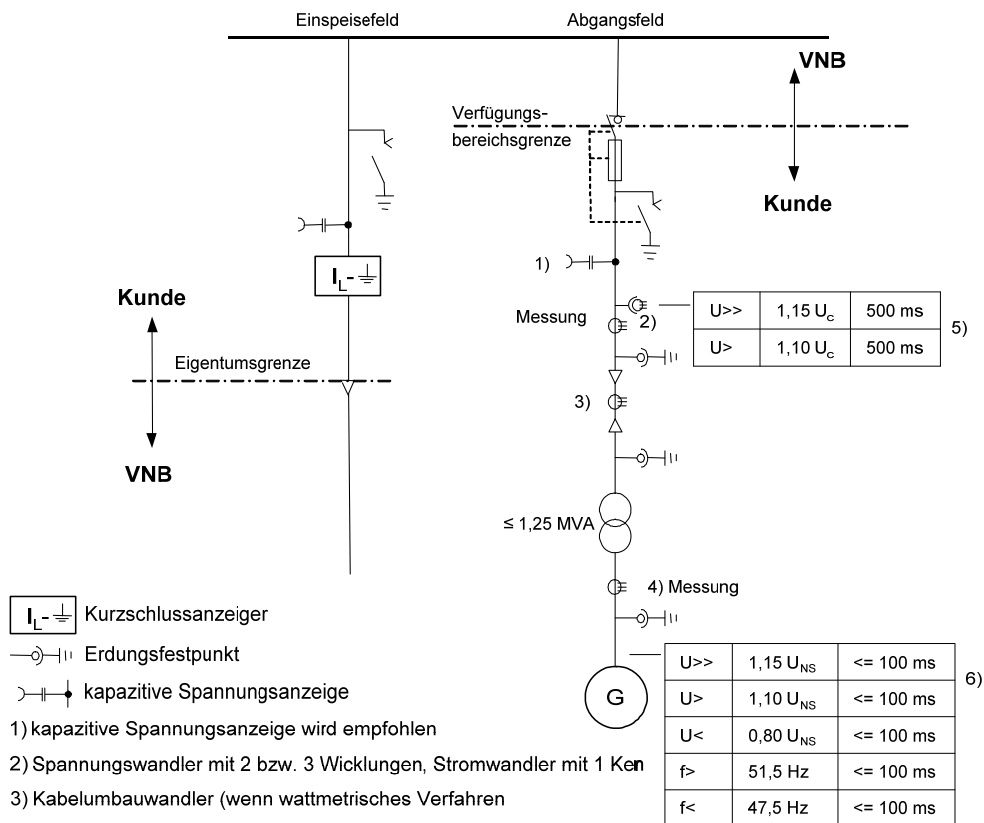 Einspeisefeld
Abgangsfeld
VNB
Verfügungs-
bereichsgrenze
Kunde
1)
I_L-
Kunde
Messung
2)
U>> 1,15 U_c 500 ms
U> 1,10 U_c 500 ms
5)
Eigentumsgrenze
3)
VNB
≤ 1,25 MVA
4) Messung
I_L- Kurzschlussanzeiger
Erdungsfestpunkt
kapazitive Spannungsanzeige
G
U>> 1,15 U_NS <= 100 ms
U> 1,10 U_NS <= 100 ms
U< 0,80 U_NS <= 100 ms
f> 51,5 Hz <= 100 ms
f< 47,5 Hz <= 100 ms
6)
1) kapazitive Spannungsanzeige wird empfohlen
2) Spannungswandler mit 2 bzw. 3 Wicklungen, Stromwandler mit 1 Kern
3) Kabelumbauwandler (wenn wattmetrisches Verfahren